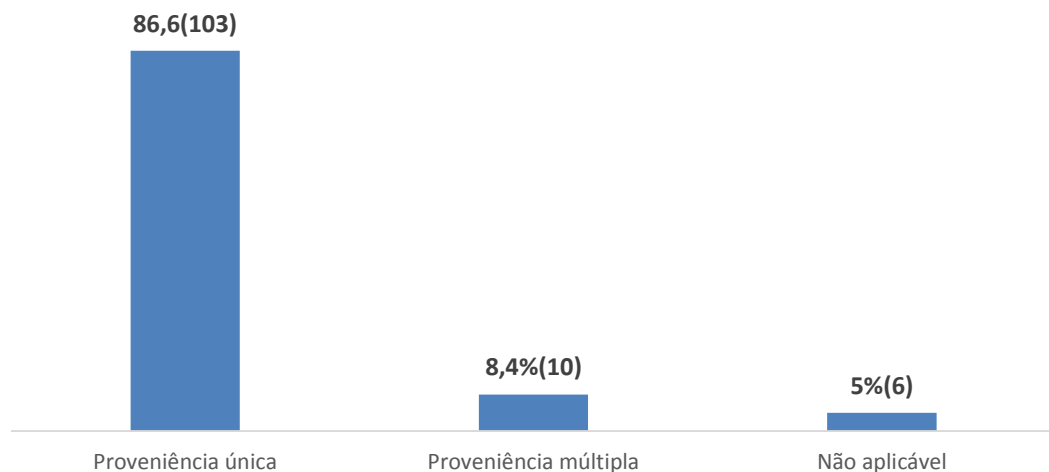 86,6(103)
8,4%(10)
5%(6)
Proveniência única
Proveniência múltipla
Não aplicável